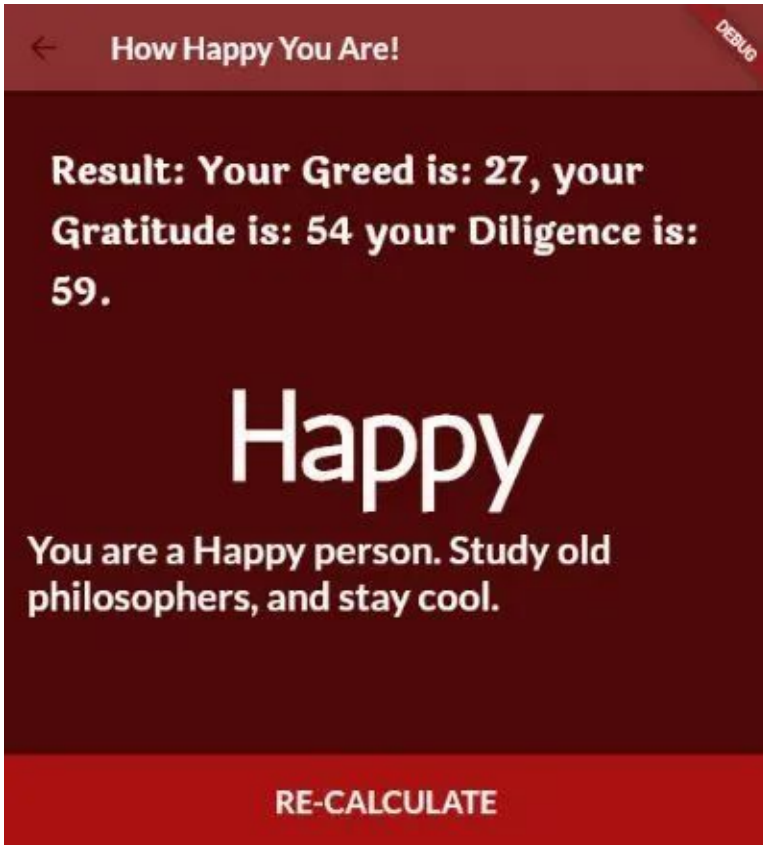 How Happy You Are!
DEBUG
Result: Your Greed is: 27, your
Gratitude is: 54 your Diligence is:
59.
Happy
You are a Happy person. Study old
philosophers, and stay cool.
RE-CALCULATE